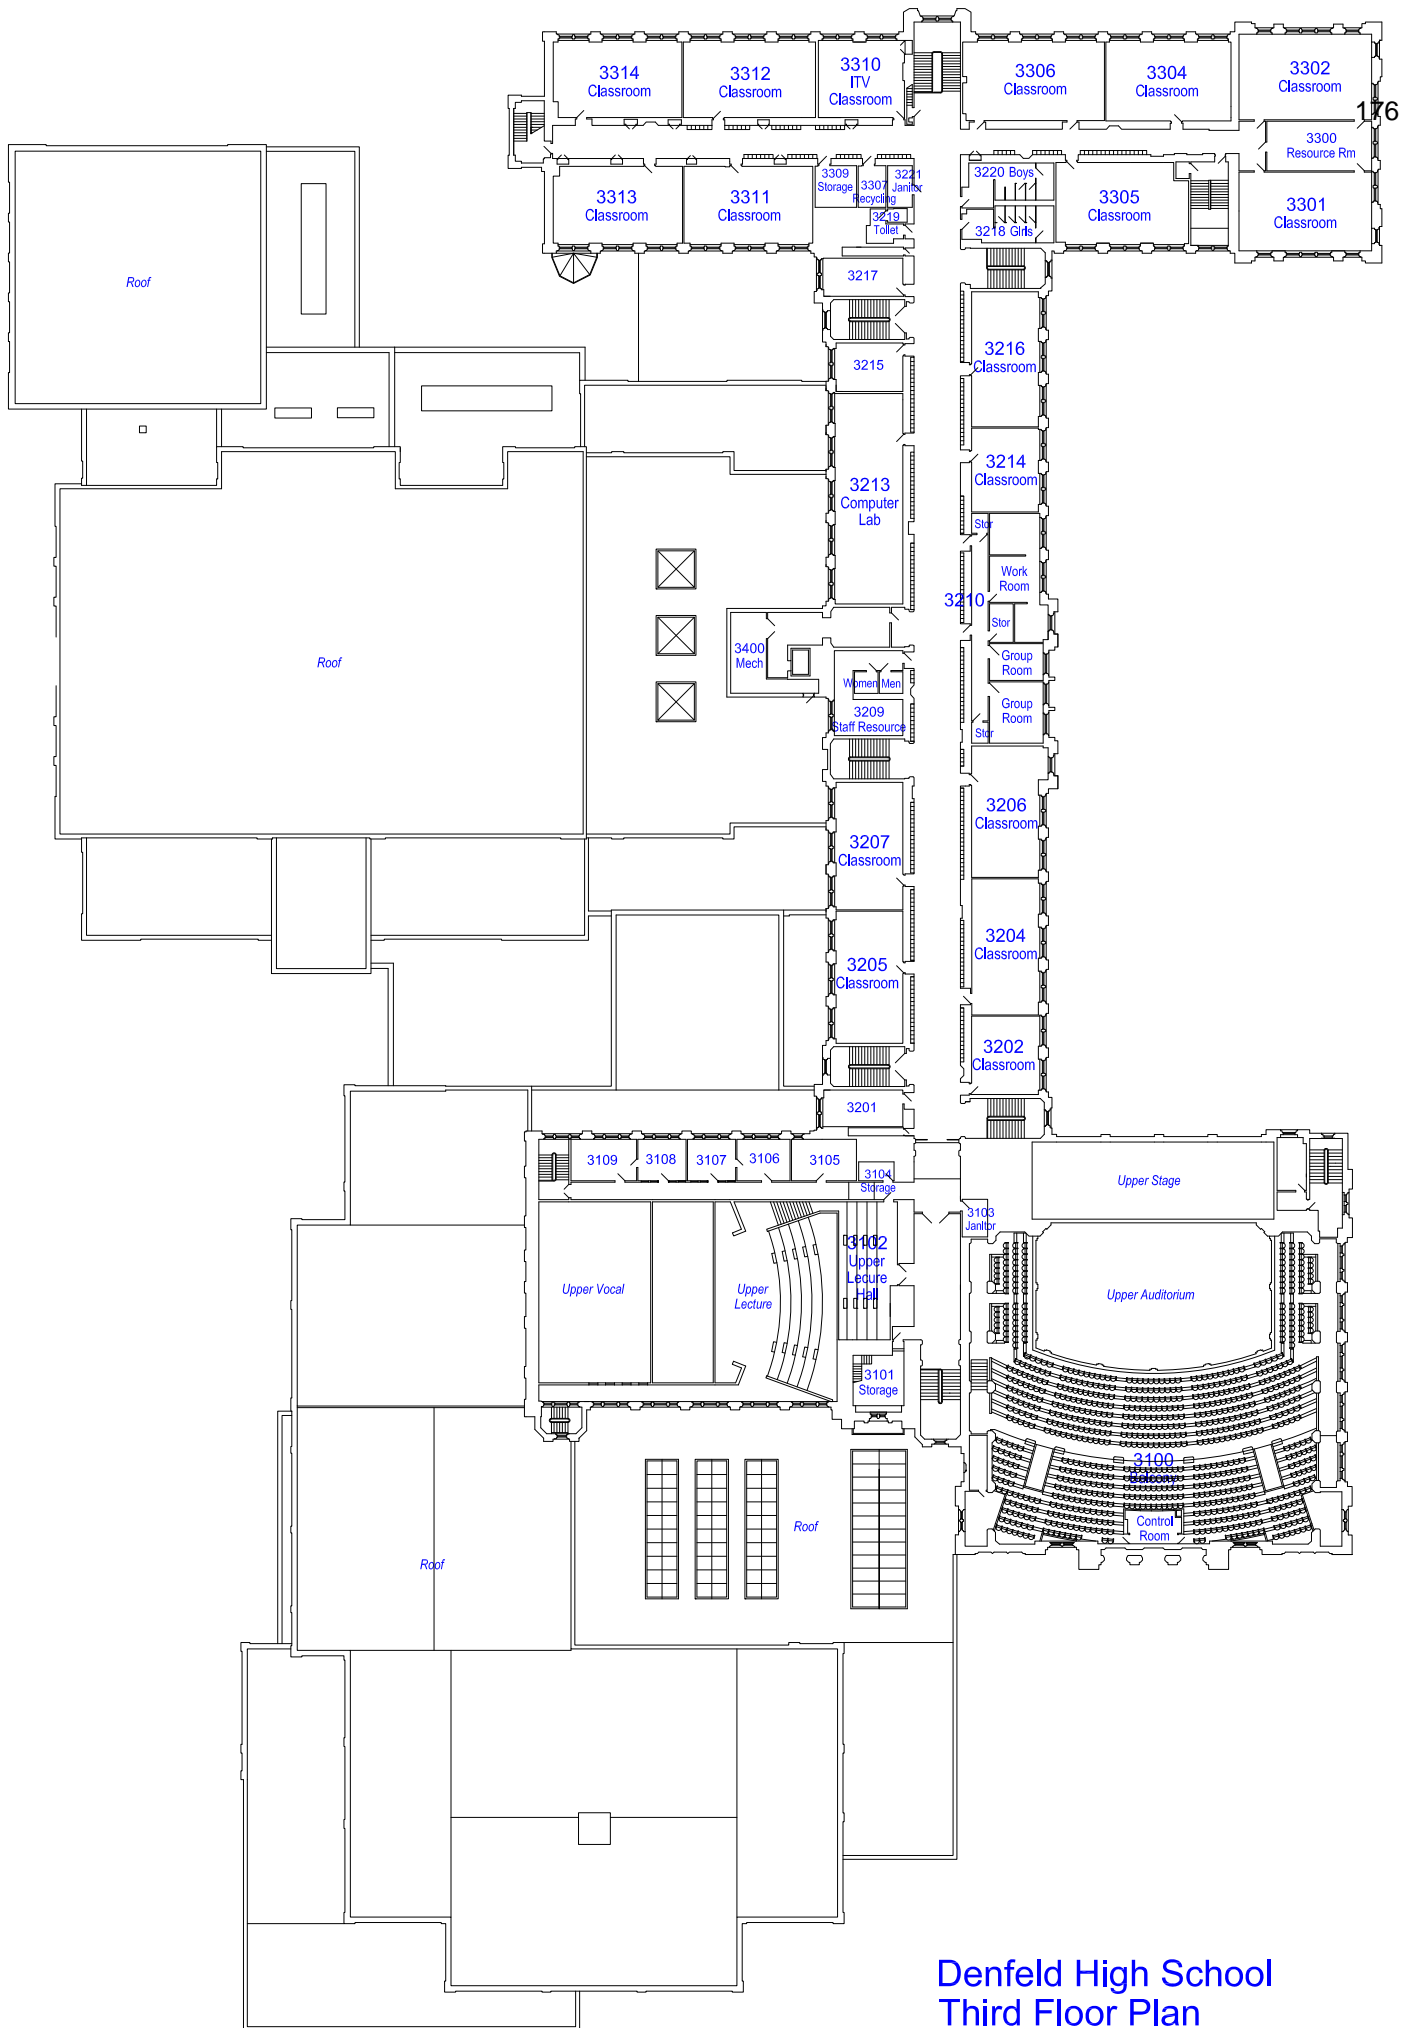 3314
Classroom
3312
Classroom
3310
ITV
Classroom
3306
Classroom
3304
Classroom
3302
Classroom
176
3300
Resource Rm
3313
Classroom
3311
Classroom
3309
Storage
3307
Recycling
3221
Janitor
3219
Toilet
3220 Boys
3218 Girls
3305
Classroom
3301
Classroom
Roof
3217
3215
3216
Classroom
3214
Classroom
3213
Computer
Lab
Stor
Work
Room
3210
Stor
Group
Room
Group
Room
Stor
Roof
3400
Mech
Women
Men
3209
Staff Resource
3207
Classroom
3206
Classroom
3205
Classroom
3204
Classroom
3202
Classroom
3201
3109
3108
3107
3106
3105
3104
Storage
Upper Stage
3103
Janitor
3102
Upper
Lecure
Hall
Upper Vocal
Upper
Lecture
Upper Auditorium
3101
Storage
3100
Balcony
Control
Room
Roof
Roof
Denfeld High School
Third Floor Plan